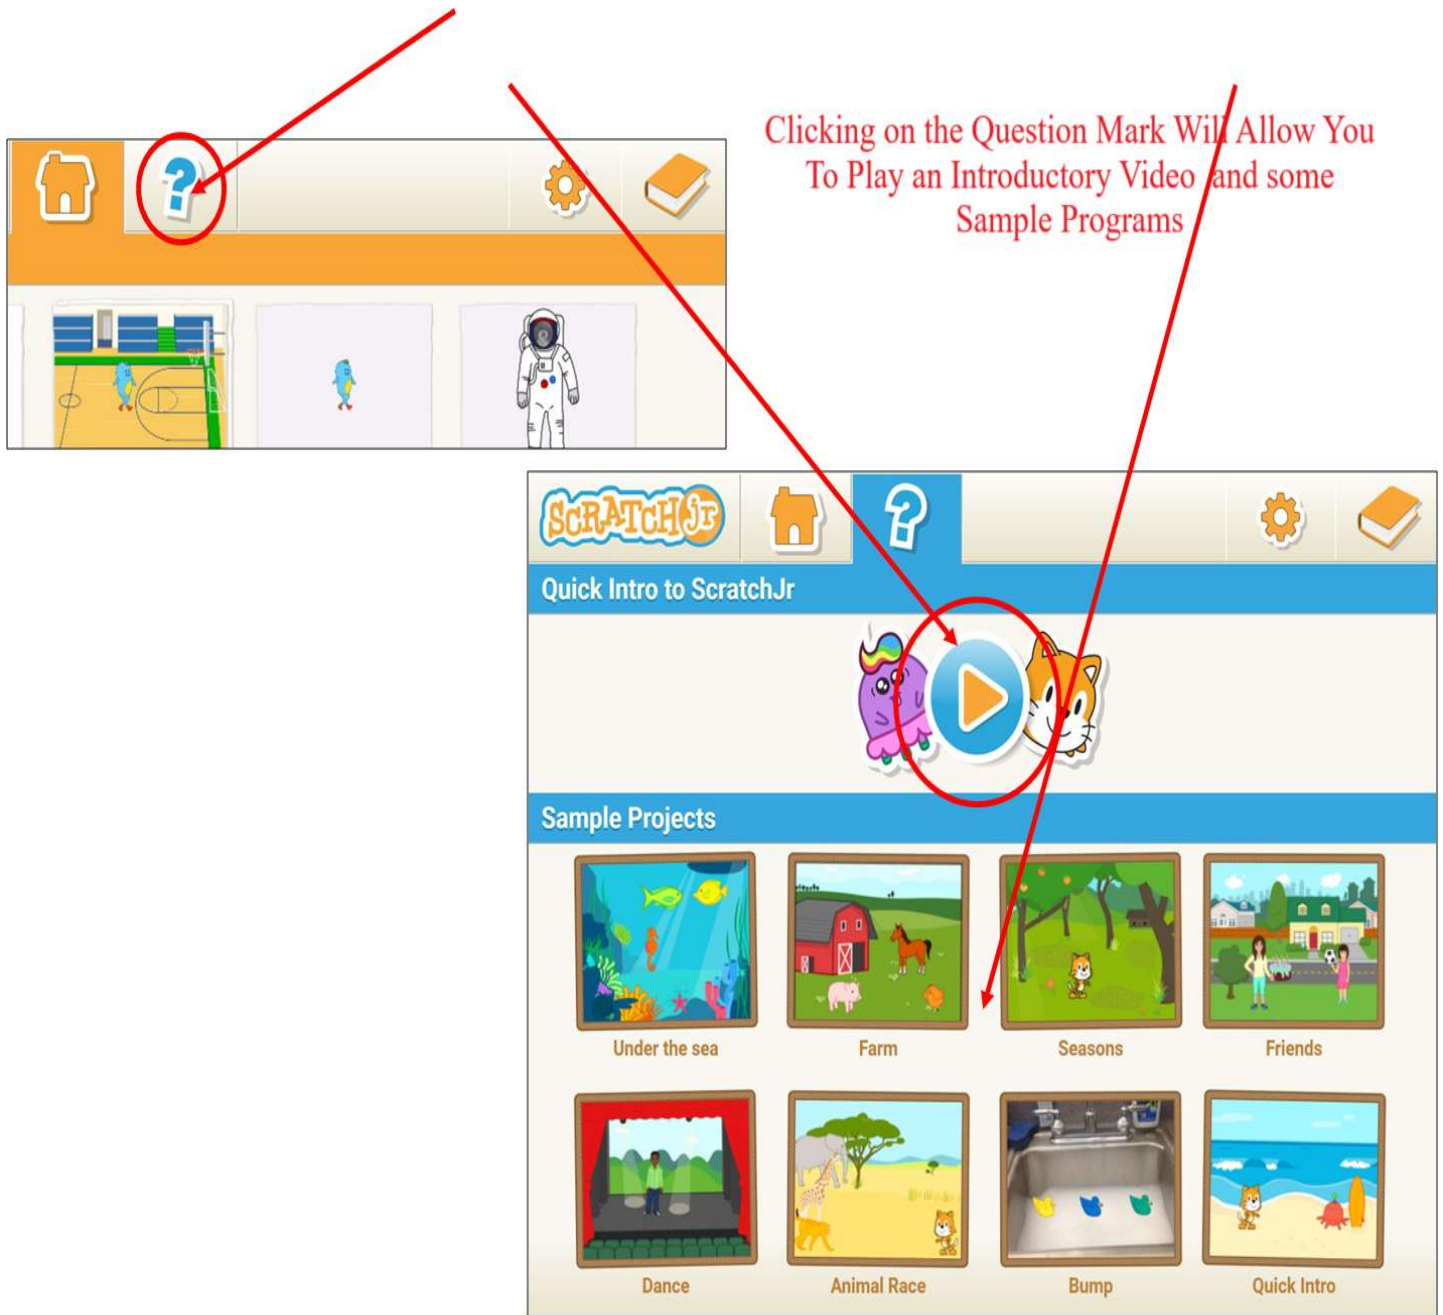 Clicking on the Question Mark Will Allow You
To Play an Introductory Video and some
Sample Programs
SCRATCHJr
Quick Intro to ScratchJr
Sample Projects
Under the sea
Farm
Seasons
Friends
Dance
Animal Race
Bump
Quick Intro